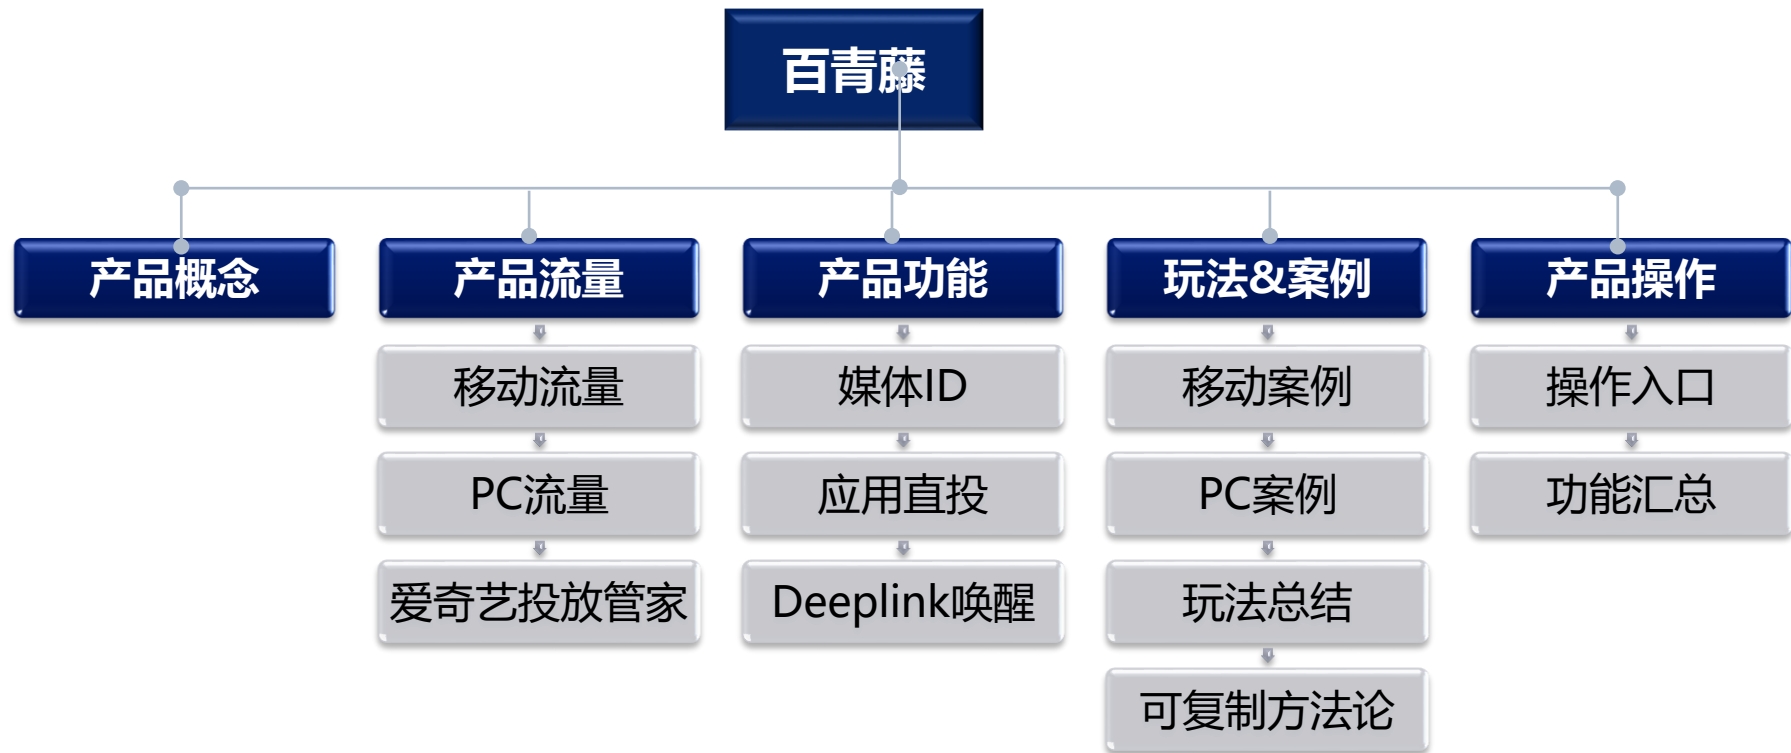 百青藤
产品概念
产品流量
产品功能
玩法&案例
产品操作
移动流量
媒体ID
移动案例
操作入口
PC流量
应用直投
PC案例
功能汇总
爱奇艺投放管家
Deeplink唤醒
玩法总结
可复制方法论